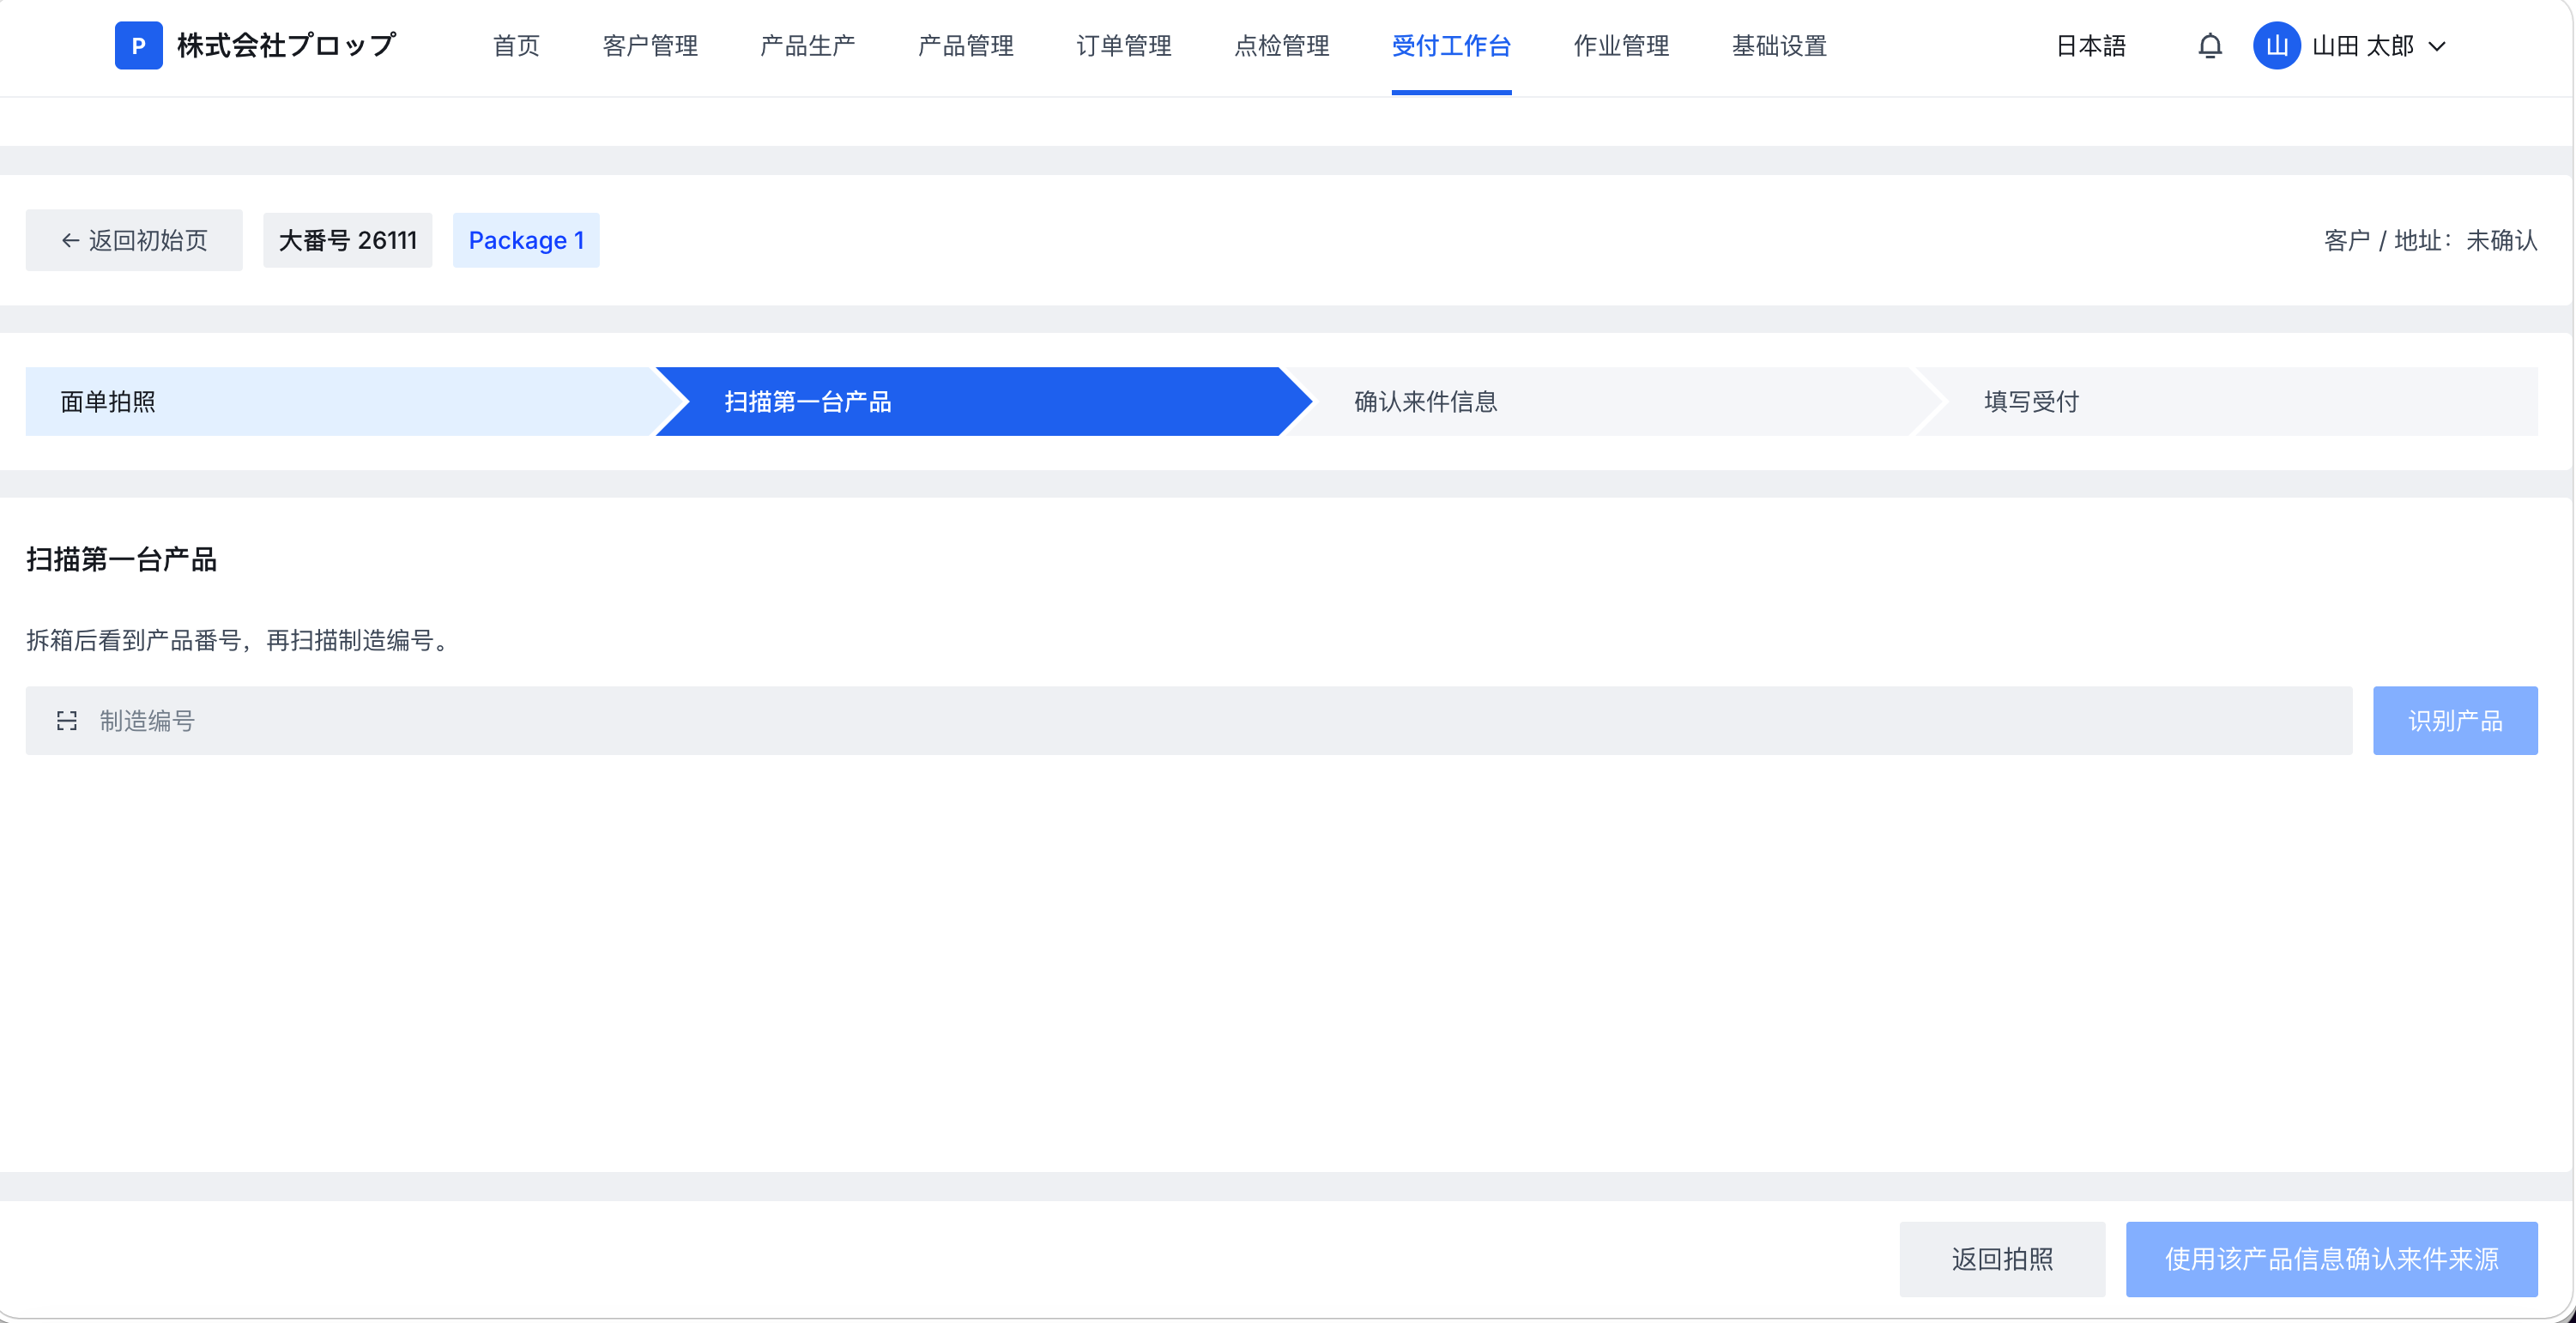 P 株式会社プロップ 首页 客户管理 产品生产 产品管理 订单管理 点检管理 受付工作台 作业管理 基础设置 日本語 山 山田 太郎
← 返回初始页 大番号 26111 Package 1 客户 / 地址：未确认
面单拍照 扫描第一台产品 确认来件信息 填写受付
扫描第一台产品
拆箱后看到产品番号，再扫描制造编号。
制造编号 识别产品
返回拍照 使用该产品信息确认来件来源